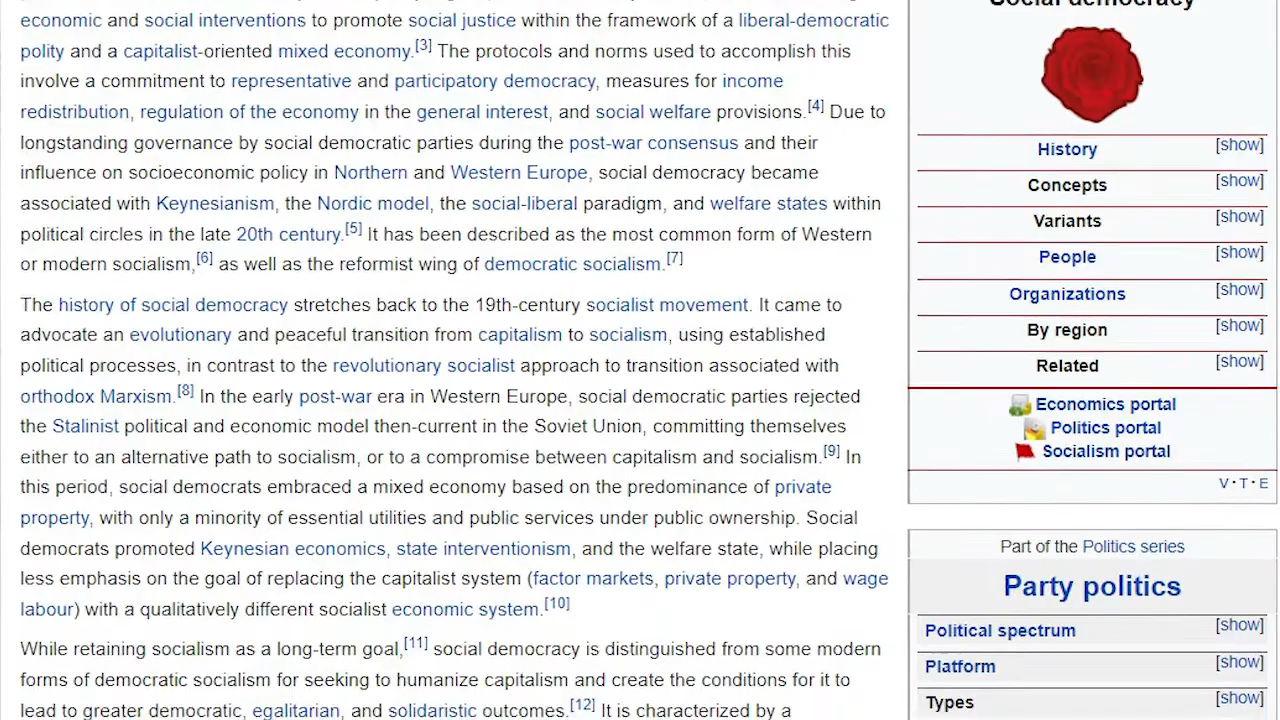 economic and social interventions to promote social justice within the framework of a liberal-democratic
polity and a capitalist-oriented mixed economy.[3] The protocols and norms used to accomplish this
involve a commitment to representative and participatory democracy, measures for income
redistribution, regulation of the economy in the general interest, and social welfare provisions.[4] Due to
longstanding governance by social democratic parties during the post-war consensus and their
influence on socioeconomic policy in Northern and Western Europe, social democracy became
associated with Keynesianism, the Nordic model, the social-liberal paradigm, and welfare states within
political circles in the late 20th century.[5] It has been described as the most common form of Western
or modern socialism,[6] as well as the reformist wing of democratic socialism.[7]
The history of social democracy stretches back to the 19th-century socialist movement. It came to
advocate an evolutionary and peaceful transition from capitalism to socialism, using established
political processes, in contrast to the revolutionary socialist approach to transition associated with
orthodox Marxism.[8] In the early post-war era in Western Europe, social democratic parties rejected
the Stalinist political and economic model then-current in the Soviet Union, committing themselves
either to an alternative path to socialism, or to a compromise between capitalism and socialism.[9] In
this period, social democrats embraced a mixed economy based on the predominance of private
property, with only a minority of essential utilities and public services under public ownership. Social
democrats promoted Keynesian economics, state interventionism, and the welfare state, while placing
less emphasis on the goal of replacing the capitalist system (factor markets, private property, and wage
labour) with a qualitatively different socialist economic system.[10]
While retaining socialism as a long-term goal,[11] social democracy is distinguished from some modern
forms of democratic socialism for seeking to humanize capitalism and create the conditions for it to
lead to greater democratic, egalitarian, and solidaristic outcomes.[12] It is characterized by a
Social democracy
History [show]
Concepts [show]
Variants [show]
People [show]
Organizations [show]
By region [show]
Related [show]
Economics portal
Politics portal
Socialism portal
V·T·E
Part of the Politics series
Party politics
Political spectrum [show]
Platform [show]
Types [show]